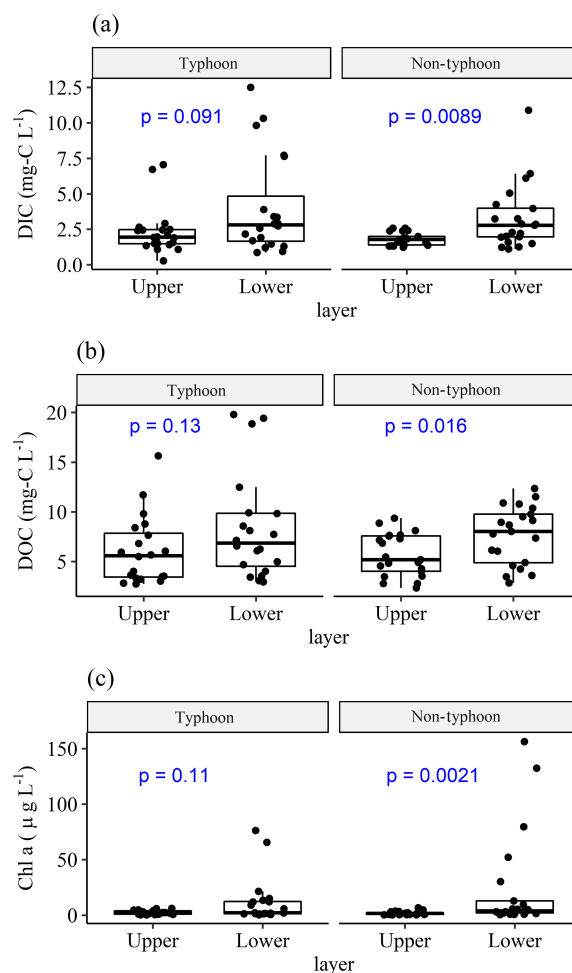 (a)
Typhoon Non-typhoon
DIC (mg-C L⁻¹)
12.5
10.0
7.5
5.0
2.5
0.0
p = 0.091 p = 0.0089
Upper Lower Upper Lower
layer
(b)
Typhoon Non-typhoon
DOC (mg-C L⁻¹)
20
15
10
5
p = 0.13 p = 0.016
Upper Lower Upper Lower
layer
(c)
Typhoon Non-typhoon
Chl a ( μ g L⁻¹)
150
100
50
0
p = 0.11 p = 0.0021
Upper Lower Upper Lower
layer